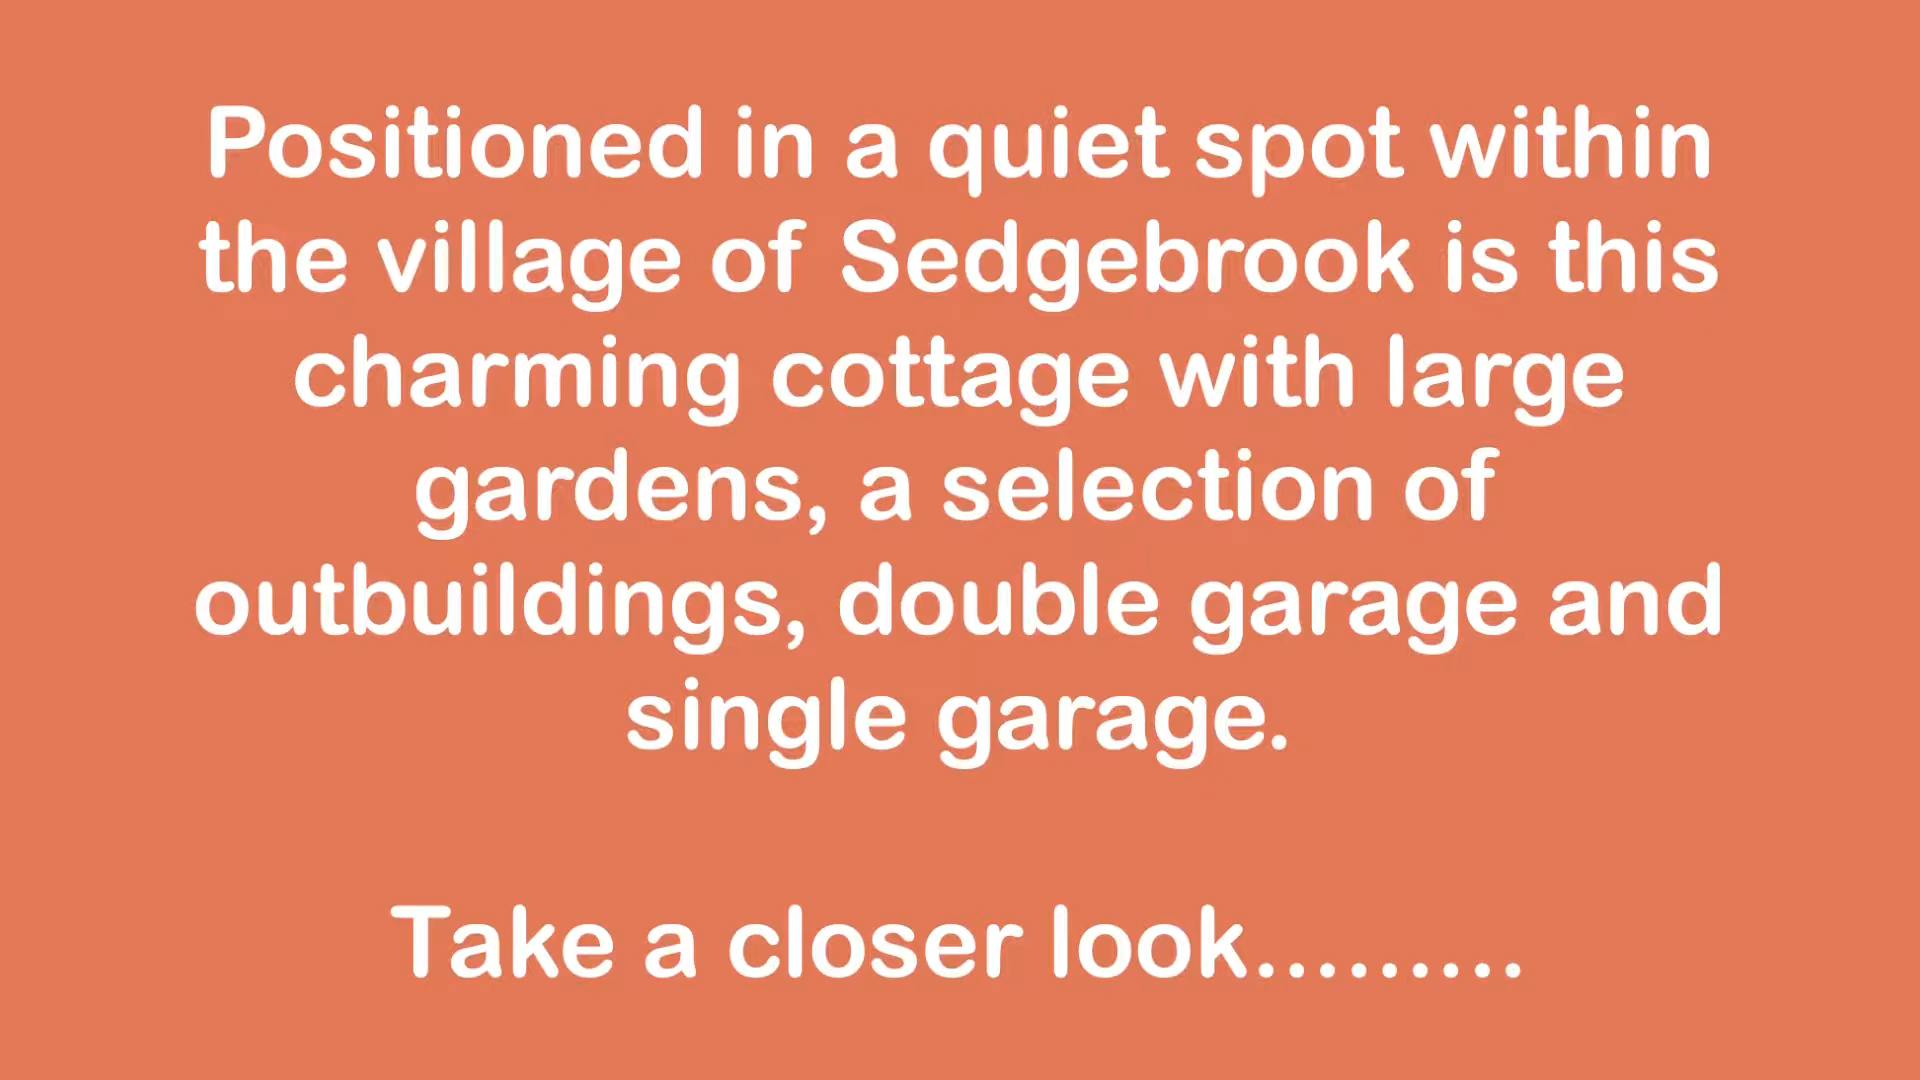 Positioned in a quiet spot within
the village of Sedgebrook is this
charming cottage with large
gardens, a selection of
outbuildings, double garage and
single garage.
Take a closer look.........